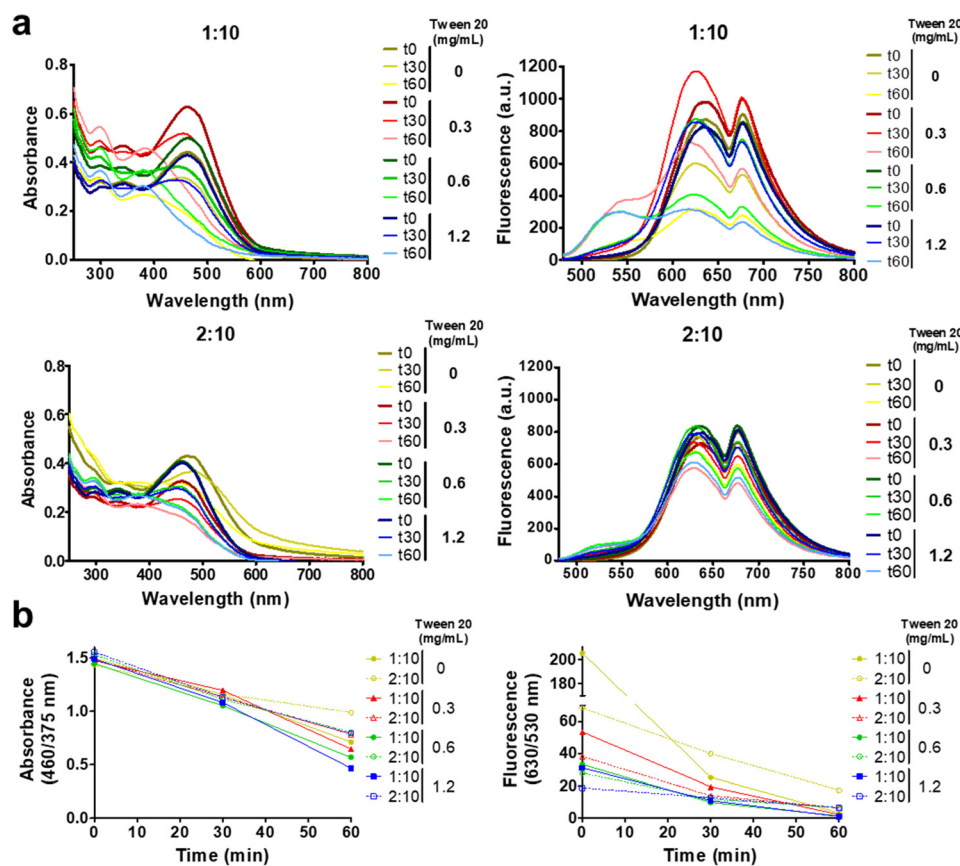 a
1:10
Absorbance
0.8
0.6
0.4
0.2
0.0
300 400 500 600 700 800
Wavelength (nm)
Tween 20
(mg/mL)
t0
t30
t60
0
t0
t30
t60
0.3
t0
t30
t60
0.6
t0
t30
t60
1.2
1:10
Fluorescence (a.u.)
1200
1000
800
600
400
200
0
500 550 600 650 700 750 800
Wavelength (nm)
Tween 20
(mg/mL)
t0
t30
t60
0
t0
t30
t60
0.3
t0
t30
t60
0.6
t0
t30
t60
1.2
2:10
Absorbance
0.8
0.6
0.4
0.2
0.0
300 400 500 600 700 800
Wavelength (nm)
Tween 20
(mg/mL)
t0
t30
t60
0
t0
t30
t60
0.3
t0
t30
t60
0.6
t0
t30
t60
1.2
2:10
Fluorescence (a.u.)
1200
1000
800
600
400
200
0
500 550 600 650 700 750 800
Wavelength (nm)
Tween 20
(mg/mL)
t0
t30
t60
0
t0
t30
t60
0.3
t0
t30
t60
0.6
t0
t30
t60
1.2
b
Absorbance
(460/375 nm)
1.5
1.0
0.5
0.0
0 10 20 30 40 50 60
Time (min)
Tween 20
(mg/mL)
1:10
2:10
0
1:10
2:10
0.3
1:10
2:10
0.6
1:10
2:10
1.2
Fluorescence
(630/530 nm)
200
180
60
40
20
0
0 10 20 30 40 50 60
Time (min)
Tween 20
(mg/mL)
1:10
2:10
0
1:10
2:10
0.3
1:10
2:10
0.6
1:10
2:10
1.2